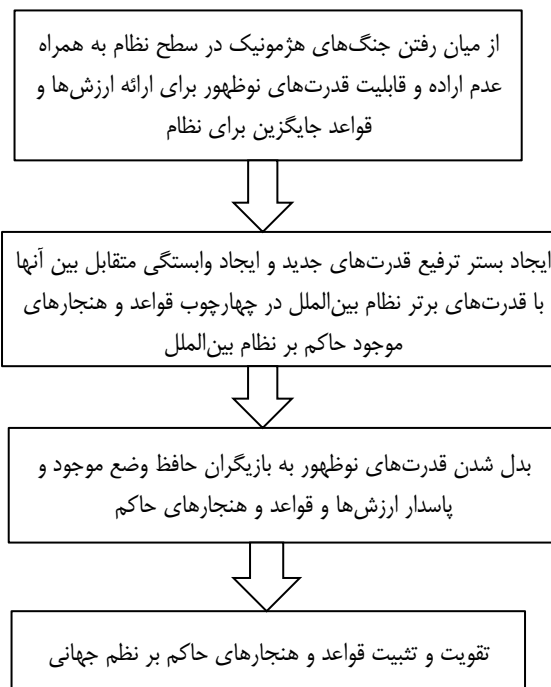 از میان رفتن جنگ‌های هژمونیک در سطح نظام به همراه
عدم اراده و قابلیت قدرت‌های نوظهور برای ارائه ارزش‌ها و
قواعد جایگزین برای نظام
ایجاد بستر ترفیع قدرت‌های جدید و ایجاد وابستگی متقابل بین آنها
با قدرت‌های برتر نظام بین‌الملل در چهارچوب قواعد و هنجارهای
موجود حاکم بر نظام بین‌الملل
بدل شدن قدرت‌های نوظهور به بازیگران حافظ وضع موجود و
پاسدار ارزش‌ها و قواعد و هنجارهای حاکم
تقویت و تثبیت قواعد و هنجارهای حاکم بر نظم جهانی